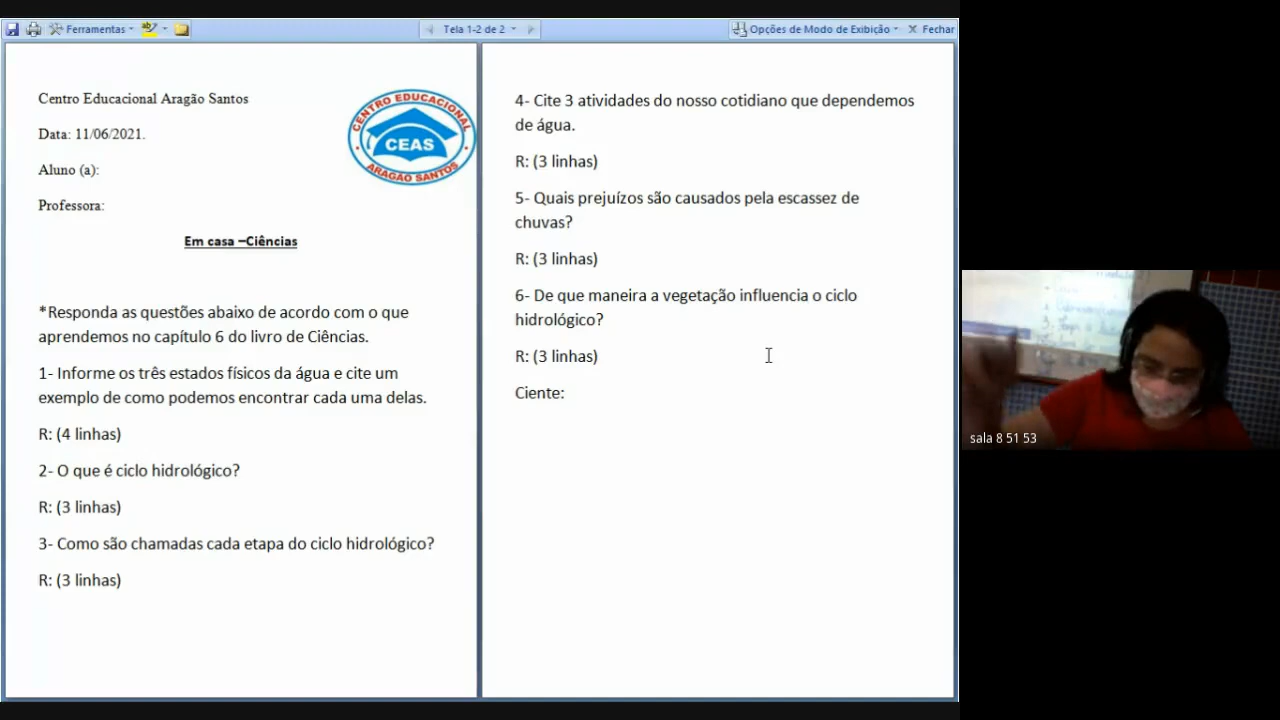 Ferramentas
Tela 1-2 de 2
Opções de Modo de Exibição
Fechar
Centro Educacional Aragão Santos
CENTRO EDUCACIONAL
CEAS
ARAGÃO SANTOS
Data: 11/06/2021.
Aluno (a):
Professora:
Em casa –Ciências
*Responda as questões abaixo de acordo com o que
aprendemos no capítulo 6 do livro de Ciências.
1- Informe os três estados físicos da água e cite um
exemplo de como podemos encontrar cada uma delas.
R: (4 linhas)
2- O que é ciclo hidrológico?
R: (3 linhas)
3- Como são chamadas cada etapa do ciclo hidrológico?
R: (3 linhas)
4- Cite 3 atividades do nosso cotidiano que dependemos
de água.
R: (3 linhas)
5- Quais prejuízos são causados pela escassez de
chuvas?
R: (3 linhas)
6- De que maneira a vegetação influencia o ciclo
hidrológico?
R: (3 linhas)
Ciente:
sala 8 51 53